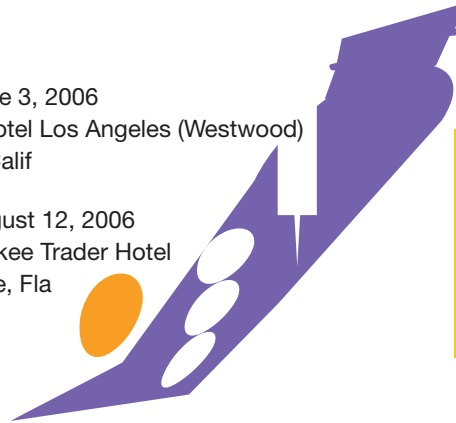 e 3, 2006
otel Los Angeles (Westwood)
alif
gust 12, 2006
kee Trader Hotel
e, Fla